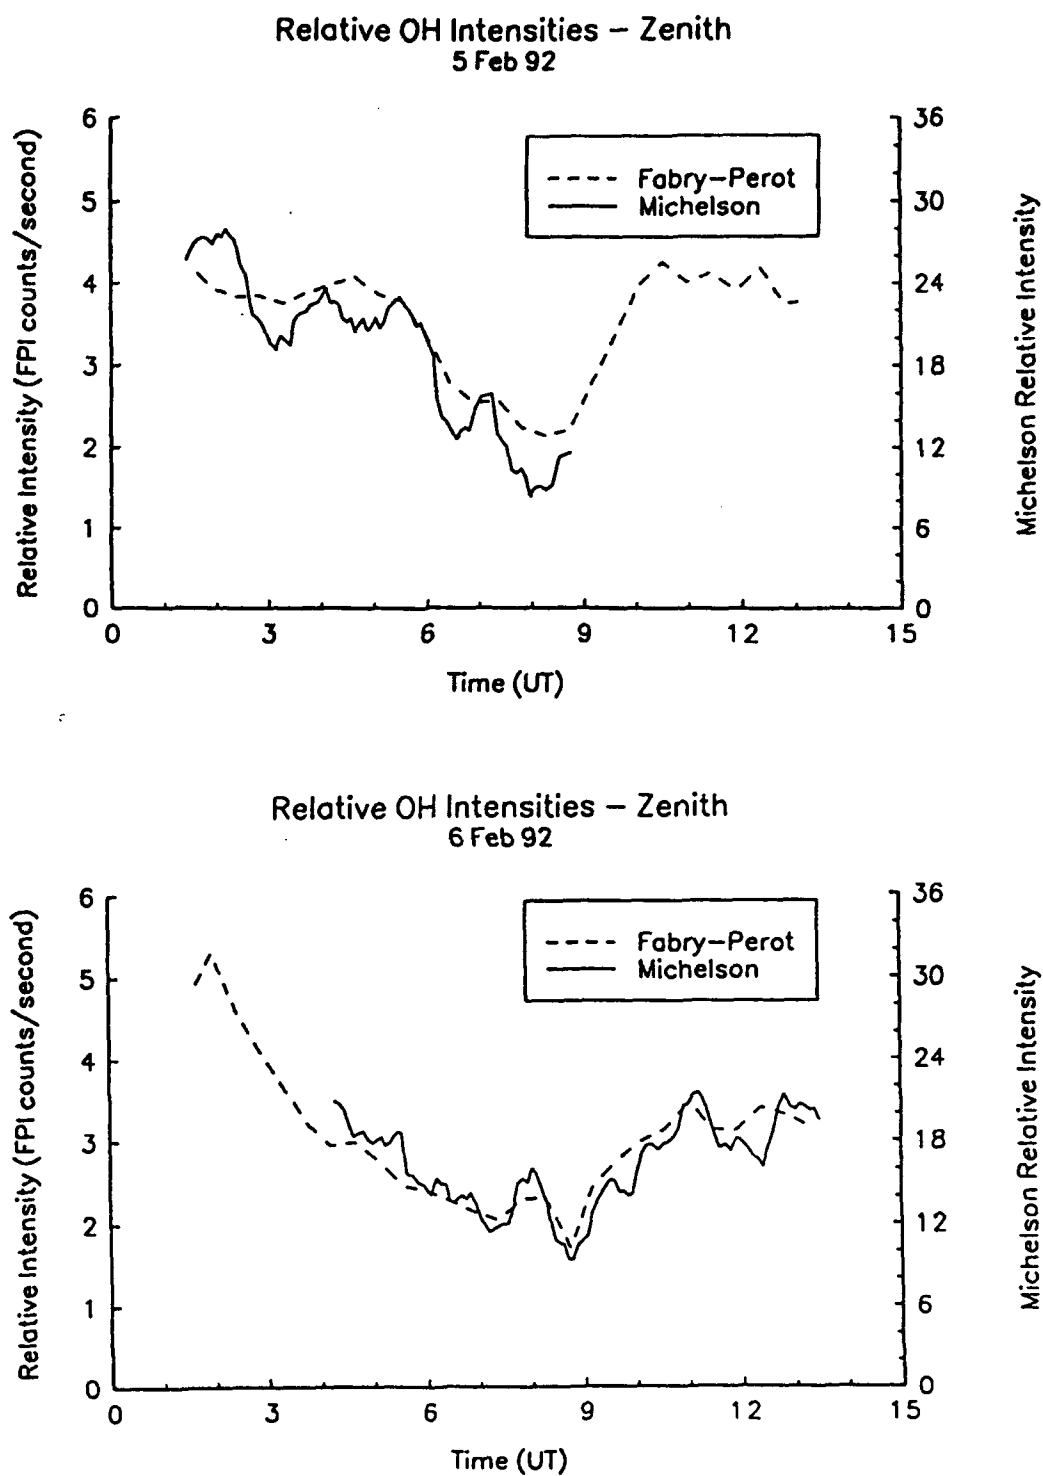 Relative OH Intensities – Zenith
5 Feb 92
Relative Intensity (FPI counts/second)
6
5
4
3
2
1
0
Fabry–Perot
Michelson
36
30
24
18
12
6
0
Michelson Relative Intensity
0 3 6 9 12 15
Time (UT)
Relative OH Intensities – Zenith
6 Feb 92
Relative Intensity (FPI counts/second)
6
5
4
3
2
1
0
Fabry–Perot
Michelson
36
30
24
18
12
6
0
Michelson Relative Intensity
0 3 6 9 12 15
Time (UT)